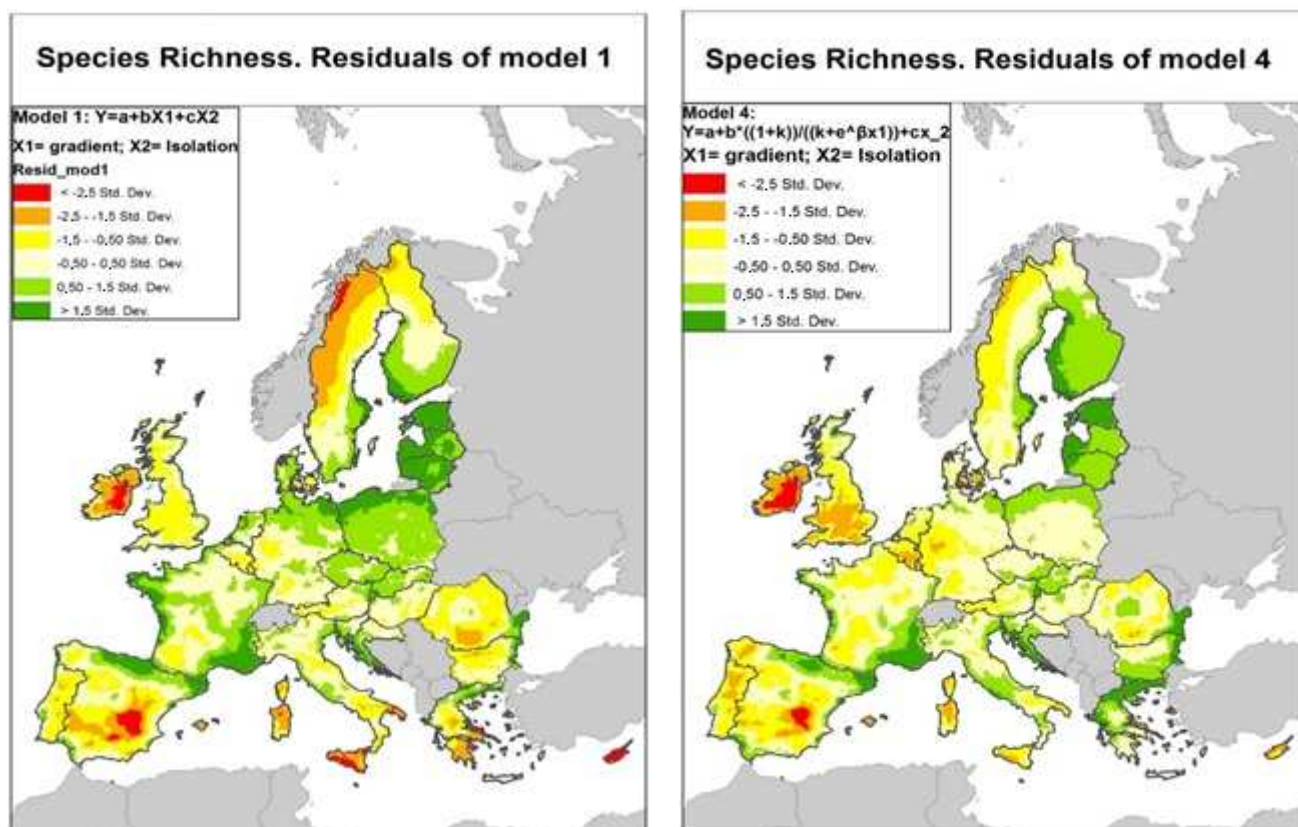 Species Richness. Residuals of model 1
Model 1: Y=a+bX1+cX2
X1= gradient; X2= Isolation
Resid_mod1
< -2.5 Std. Dev.
-2.5 - -1.5 Std. Dev.
-1.5 - -0.50 Std. Dev.
-0.50 - 0.50 Std. Dev.
0.50 - 1.5 Std. Dev.
> 1.5 Std. Dev.
Species Richness. Residuals of model 4
Model 4:
Y=a+b*((1+k))/((k+e^βx1))+cx_2
X1= gradient; X2= Isolation
< -2.5 Std. Dev.
-2.5 - -1.5 Std. Dev.
-1.5 - -0.50 Std. Dev.
-0.50 - 0.50 Std. Dev.
0.50 - 1.5 Std. Dev.
> 1.5 Std. Dev.